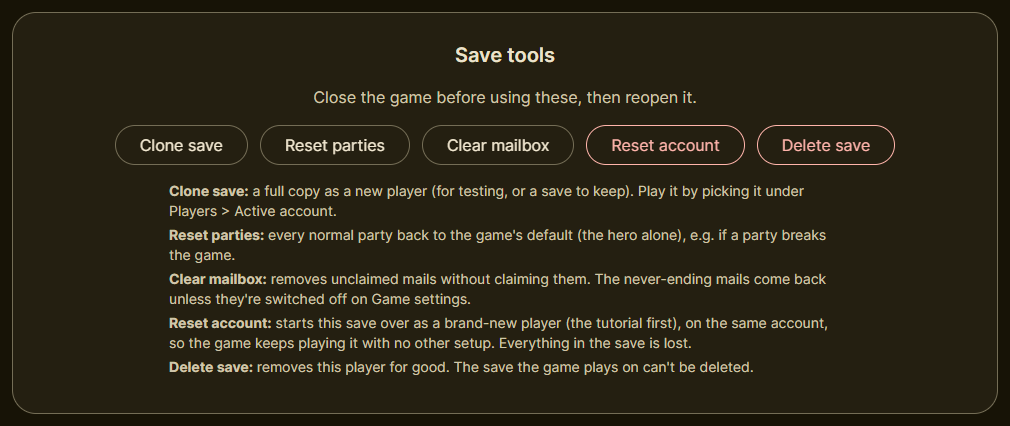 Save tools
Close the game before using these, then reopen it.
Clone save
Reset parties
Clear mailbox
Reset account
Delete save
Clone save: a full copy as a new player (for testing, or a save to keep). Play it by picking it under
Players > Active account.
Reset parties: every normal party back to the game's default (the hero alone), e.g. if a party breaks
the game.
Clear mailbox: removes unclaimed mails without claiming them. The never-ending mails come back
unless they're switched off on Game settings.
Reset account: starts this save over as a brand-new player (the tutorial first), on the same account,
so the game keeps playing it with no other setup. Everything in the save is lost.
Delete save: removes this player for good. The save the game plays on can't be deleted.